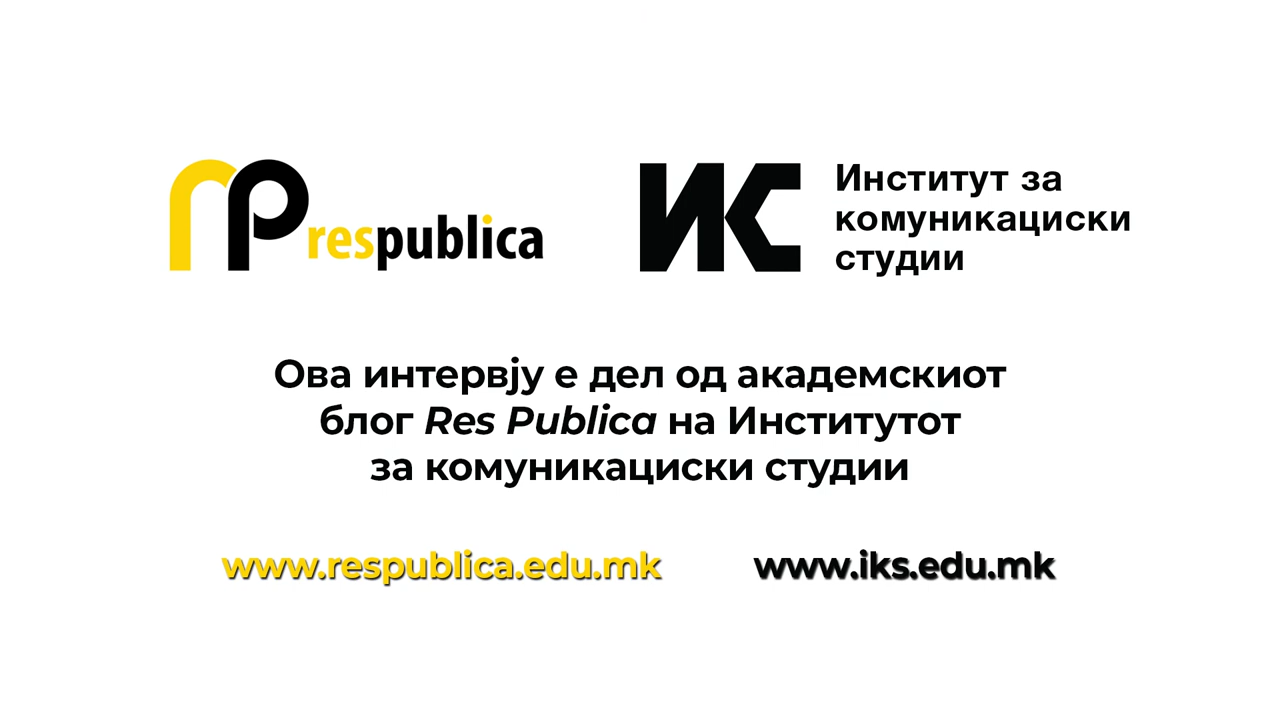 respublica
Институт за
комуникациски
студии
Ова интервју е дел од академскиот
блог Res Publica на Институтот
за комуникациски студии
www.respublica.edu.mk
www.iks.edu.mk